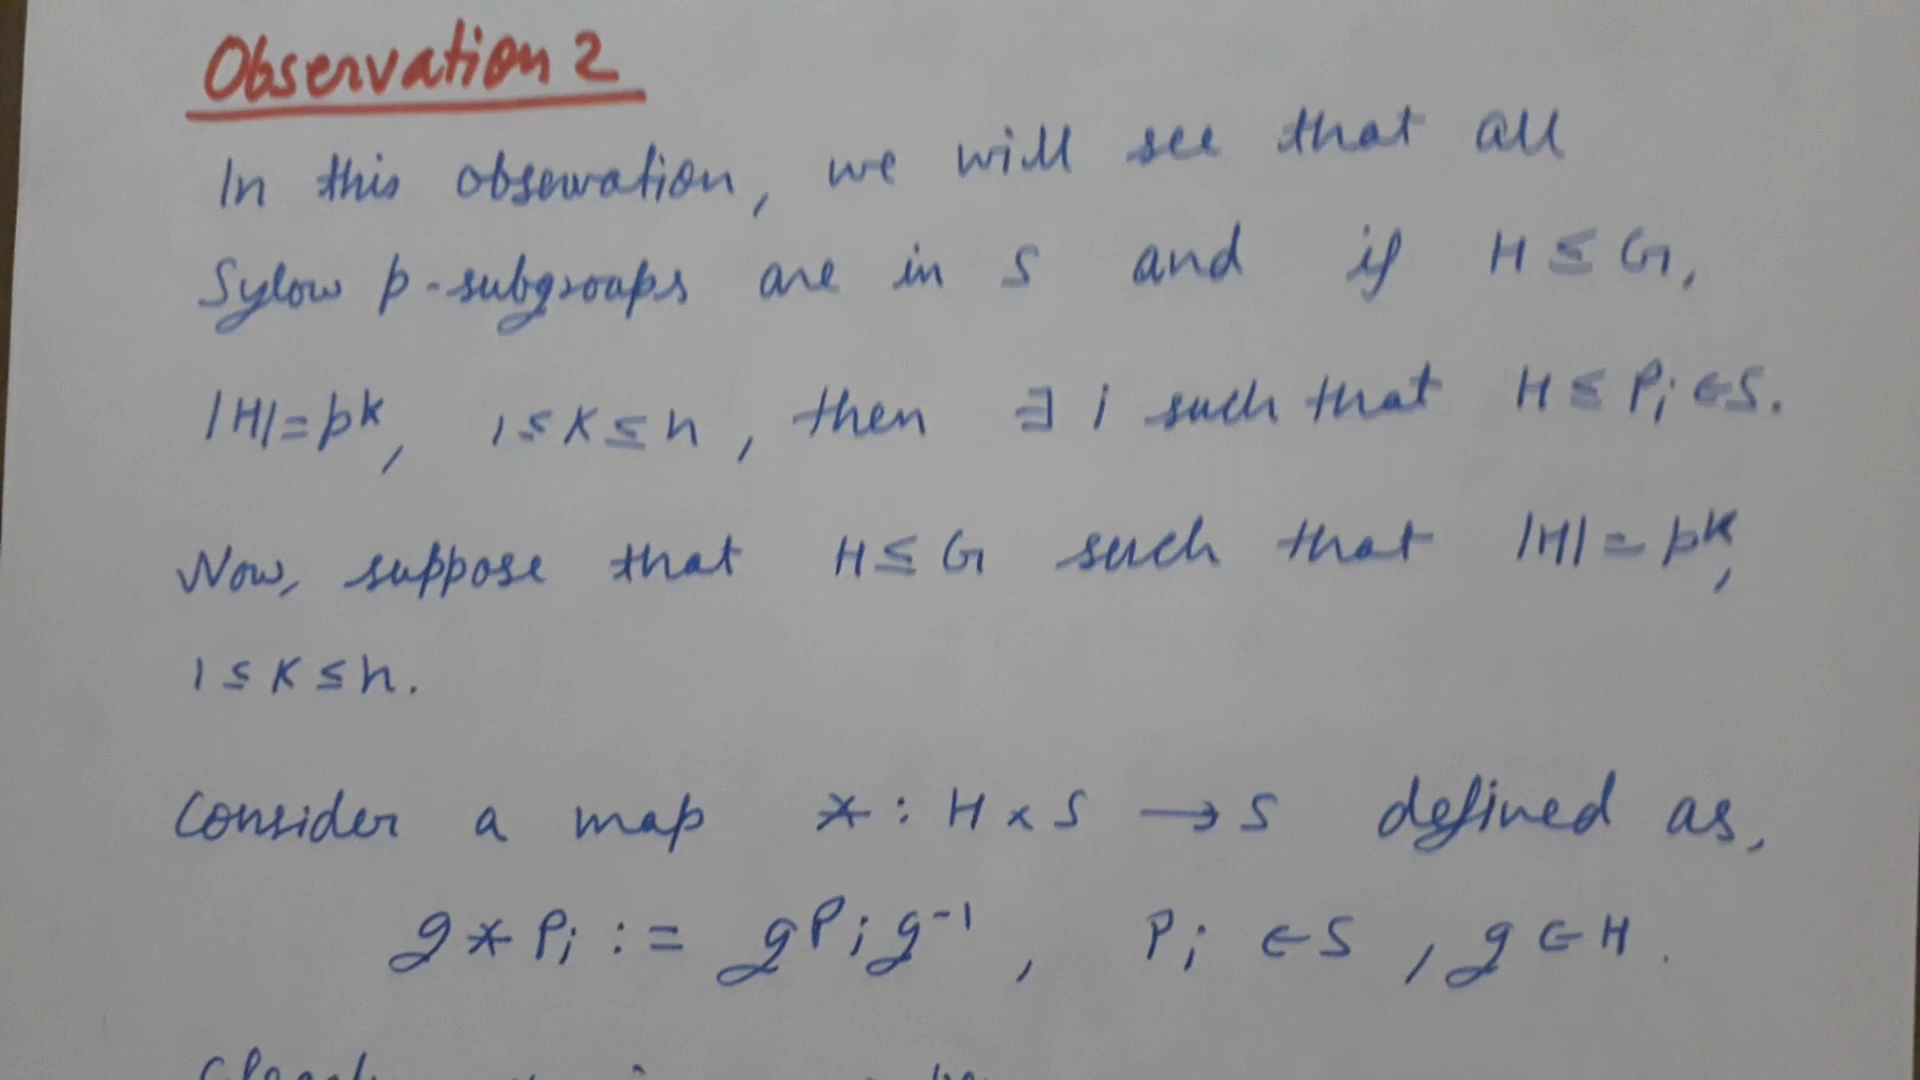 Observation 2
In this observation, we will see that all
Sylow p-subgroups are in S and if H ≤ G,
|H|=p^k, 1≤K≤n, then ∃ i such that H ≤ P_i ∈ S.
Now, suppose that H ≤ G such that |H| = p^k,
1≤K≤n.
Consider a map * : H × S → S defined as,
g * P_i := gP_ig^-1, P_i ∈ S, g ∈ H.